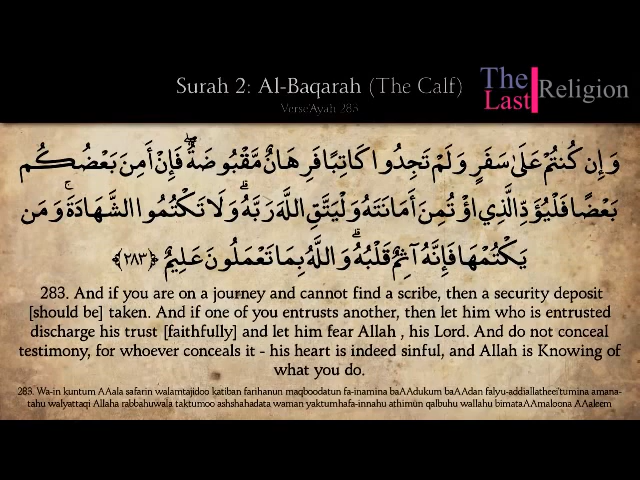 Surah 2: Al-Baqarah (The Calf)
Verse/Ayah 283
The
Last
Religion
وَإِن كُنتُمْ عَلَىٰ سَفَرٍ وَلَمْ تَجِدُوا كَاتِبًا فَرِهَانٌ مَّقْبُوضَةٌ ۖ فَإِنْ أَمِنَ بَعْضُكُم
بَعْضًا فَلْيُؤَدِّ الَّذِي اؤْتُمِنَ أَمَانَتَهُ وَلْيَتَّقِ اللَّهَ رَبَّهُ ۗ وَلَا تَكْتُمُوا الشَّهَادَةَ ۚ وَمَن
يَكْتُمْهَا فَإِنَّهُ آثِمٌ قَلْبُهُ ۗ وَاللَّهُ بِمَا تَعْمَلُونَ عَلِيمٌ ﴿٢٨٣﴾
283. And if you are on a journey and cannot find a scribe, then a security deposit
[should be] taken. And if one of you entrusts another, then let him who is entrusted
discharge his trust [faithfully] and let him fear Allah , his Lord. And do not conceal
testimony, for whoever conceals it - his heart is indeed sinful, and Allah is Knowing of
what you do.
283. Wa-in kuntum AAala safarin walamtajidoo katiban farihanun maqboodatun fa-inamina baAAdukum baAAdan falyu-addiallatheei'tumina amana-
tahu walyattaqi Allaha rabbahuwala taktumoo ashshahadata waman yaktumhafa-innahu athimun qalbuhu wallahu bimataAAmaloona AAaleem